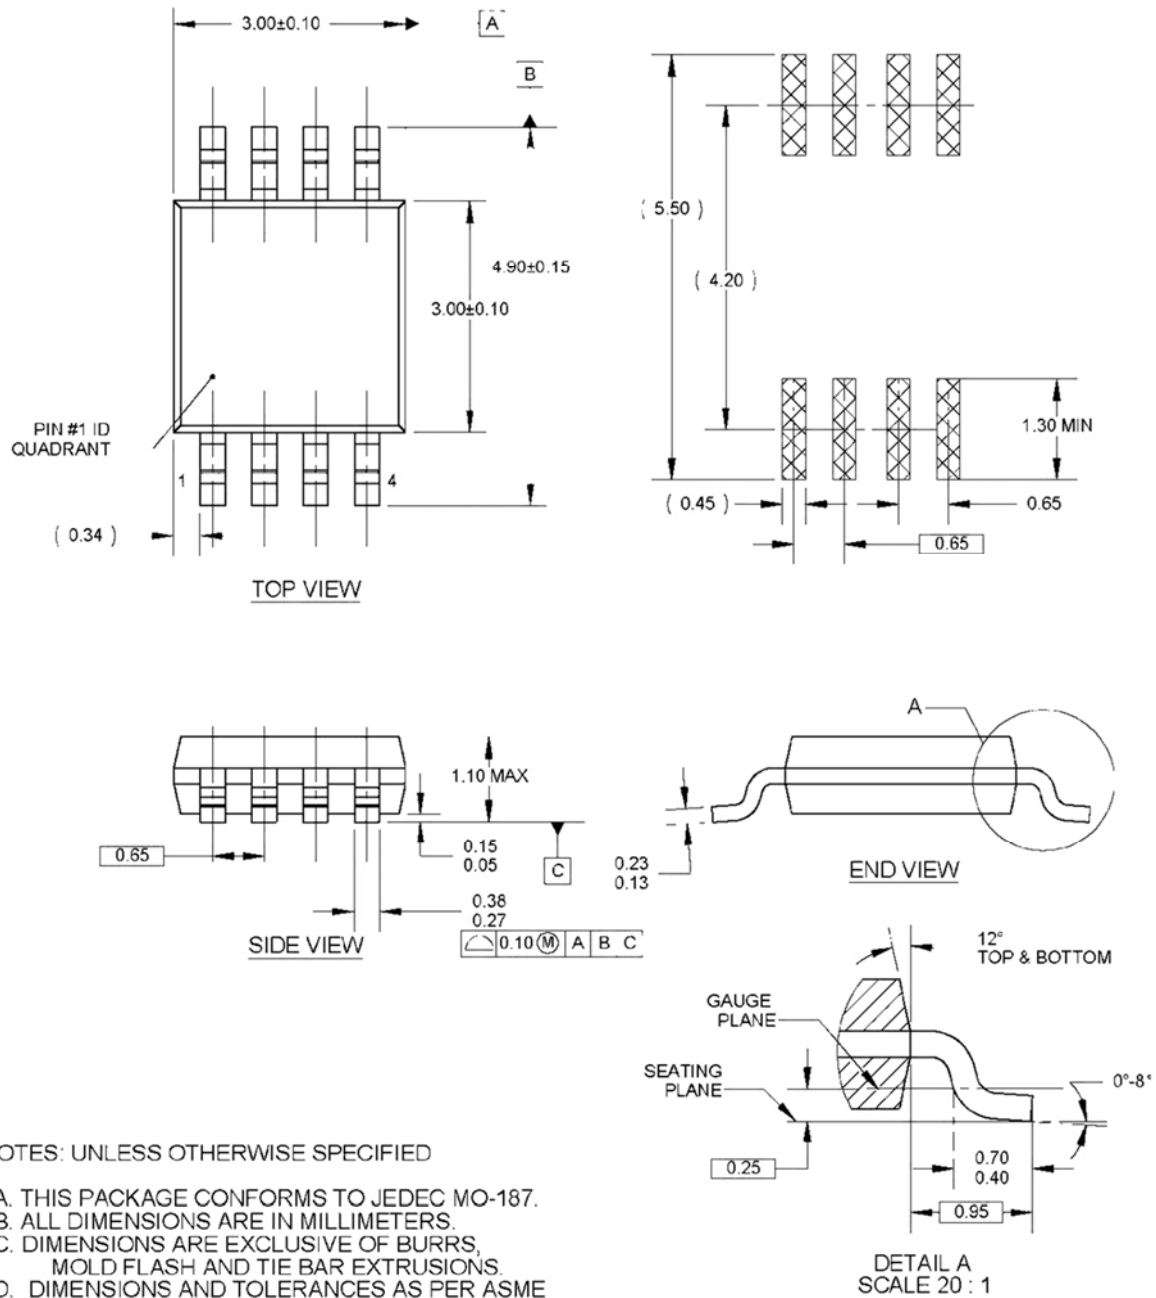 3.00±0.10
A
B
4.90±0.15
3.00±0.10
PIN #1 ID
QUADRANT
1
4
( 0.34 )
TOP VIEW
( 5.50 )
( 4.20 )
1.30 MIN
( 0.45 )
0.65
0.65
1.10 MAX
0.65
0.15
0.05
C
0.38
0.27
0.10 Ⓜ A B C
SIDE VIEW
A
0.23
0.13
END VIEW
12°
TOP & BOTTOM
GAUGE
PLANE
SEATING
PLANE
0°-8°
0.25
0.70
0.40
0.95
DETAIL A
SCALE 20 : 1
OTES: UNLESS OTHERWISE SPECIFIED
A. THIS PACKAGE CONFORMS TO JEDEC MO-187.
B. ALL DIMENSIONS ARE IN MILLIMETERS.
C. DIMENSIONS ARE EXCLUSIVE OF BURRS,
MOLD FLASH AND TIE BAR EXTRUSIONS.
D. DIMENSIONS AND TOLERANCES AS PER ASME